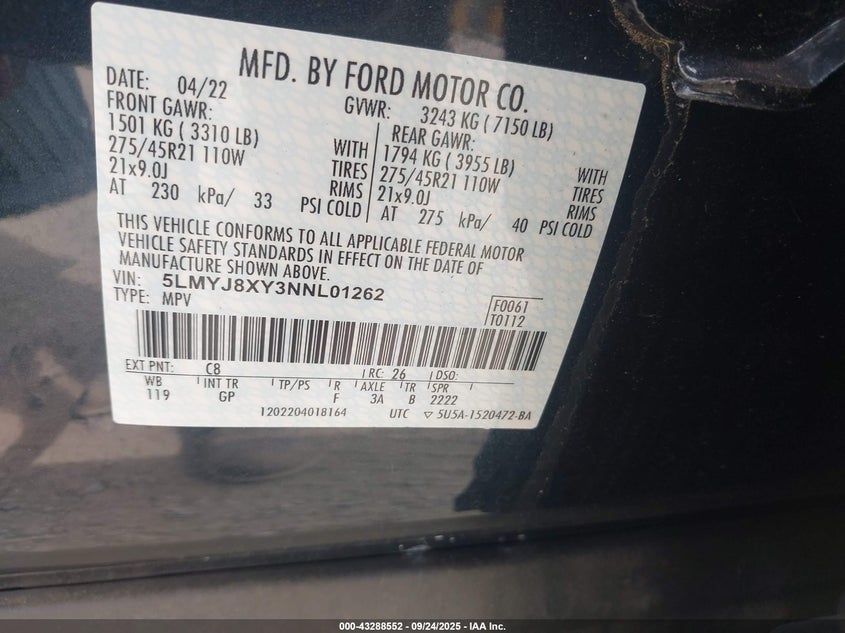 MFD. BY FORD MOTOR CO.
DATE: 04/22 GVWR: 3243 KG ( 7150 LB)
FRONT GAWR: REAR GAWR:
1501 KG ( 3310 LB) WITH 1794 KG ( 3955 LB) WITH
275/45R21 110W TIRES 275/45R21 110W TIRES
21x9.0J RIMS 21x9.0J RIMS
AT 230 kPa/ 33 PSI COLD AT 275 kPa/ 40 PSI COLD
THIS VEHICLE CONFORMS TO ALL APPLICABLE FEDERAL MOTOR
VEHICLE SAFETY STANDARDS IN EFFECT ON THE DATE OF
MANUFACTURE SHOWN ABOVE.
VIN: 5LMYJ8XY3NNL01262
TYPE: MPV
F0061
T0112
EXT PNT: C8 RC: 26 DSO:
WB INT TR TP/PS R AXLE TR SPR
119 GP F 3A B 2222
1202204018164 UTC ▽ 5U5A-1520472-BA
000-43288552 - 09/24/2025 - IAA Inc.